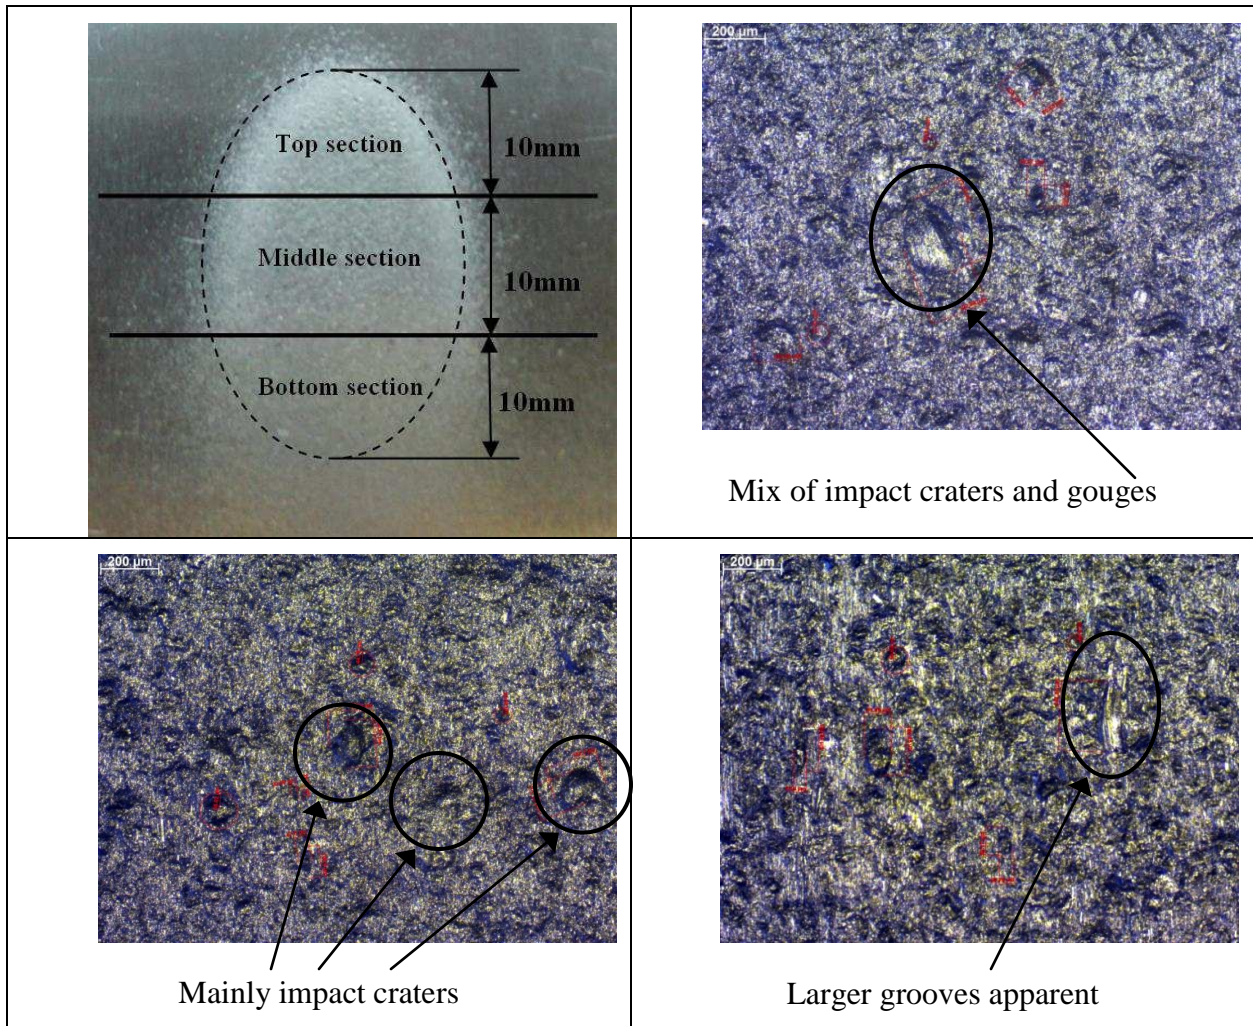 Top section
10mm
Middle section
10mm
Bottom section
10mm
200 µm
Mix of impact craters and gouges
200 µm
Mainly impact craters
200 µm
Larger grooves apparent